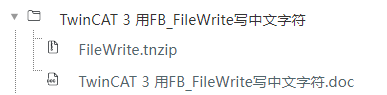 TwinCAT 3 用FB_FileWrite写中文字符
FileWrite.tnzip
TwinCAT 3 用FB_FileWrite写中文字符.doc